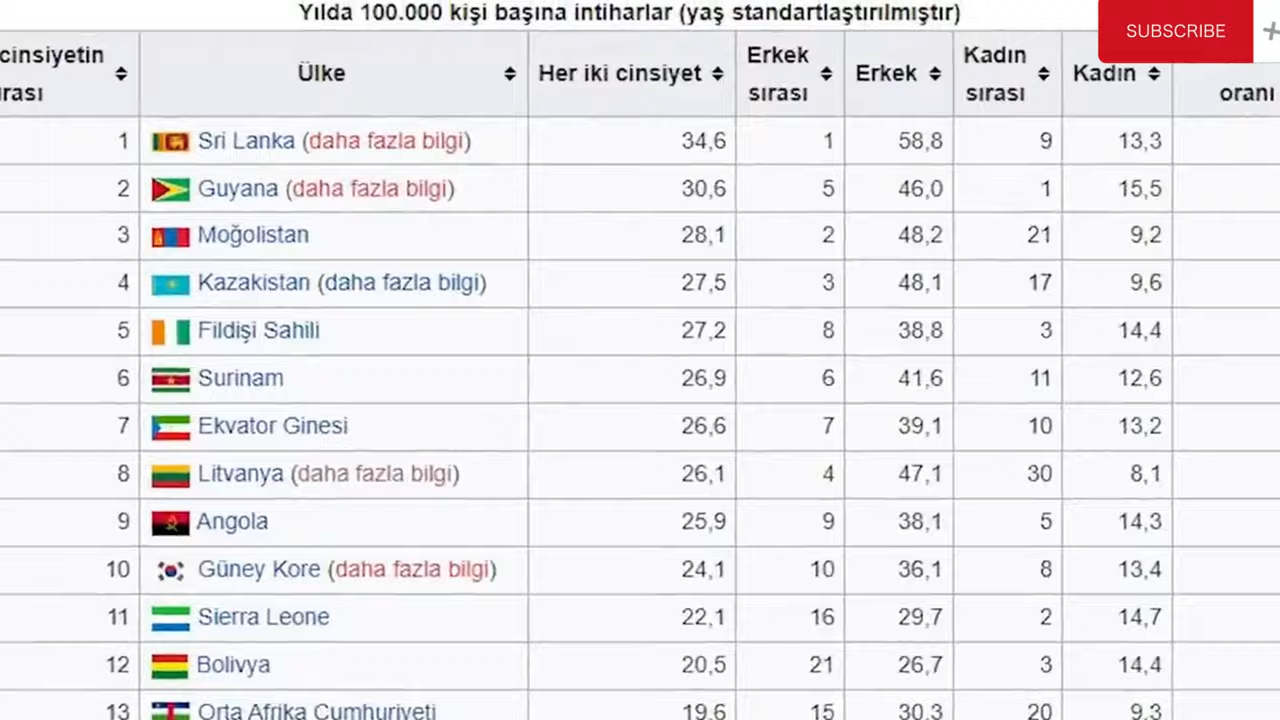 Yılda 100.000 kişi başına intiharlar (yaş standartlaştırılmıştır)
SUBSCRIBE
cinsiyetin ırası Ülke Her iki cinsiyet Erkek sırası Erkek Kadın sırası Kadın oranı
1 Sri Lanka (daha fazla bilgi) 34,6 1 58,8 9 13,3
2 Guyana (daha fazla bilgi) 30,6 5 46,0 1 15,5
3 Moğolistan 28,1 2 48,2 21 9,2
4 Kazakistan (daha fazla bilgi) 27,5 3 48,1 17 9,6
5 Fildişi Sahili 27,2 8 38,8 3 14,4
6 Surinam 26,9 6 41,6 11 12,6
7 Ekvator Ginesi 26,6 7 39,1 10 13,2
8 Litvanya (daha fazla bilgi) 26,1 4 47,1 30 8,1
9 Angola 25,9 9 38,1 5 14,3
10 Güney Kore (daha fazla bilgi) 24,1 10 36,1 8 13,4
11 Sierra Leone 22,1 16 29,7 2 14,7
12 Bolivya 20,5 21 26,7 3 14,4
13 Orta Afrika Cumhuriyeti 19,6 15 30,3 20 9,3